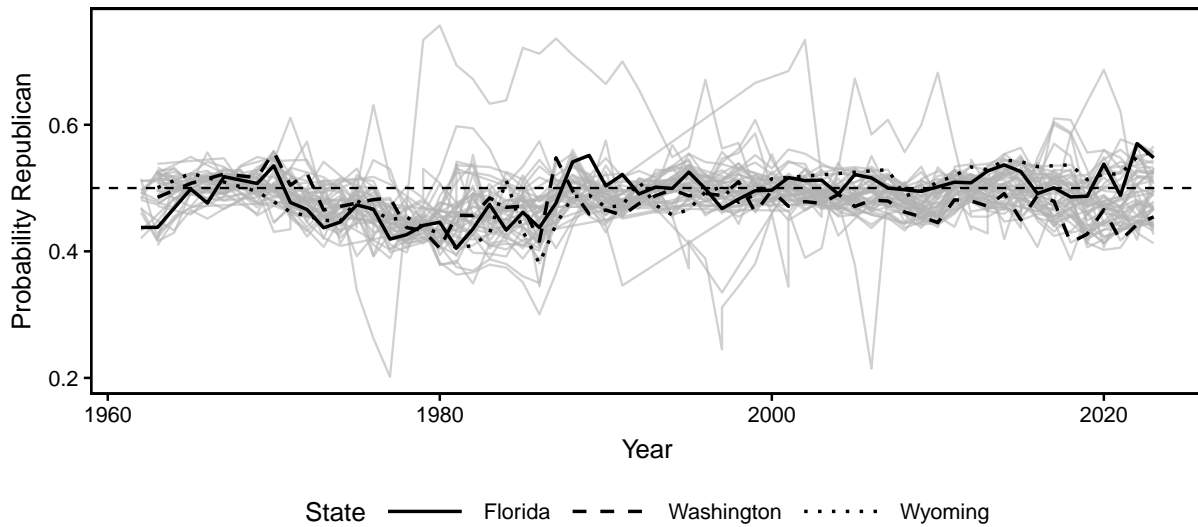 Probability Republican
0.6
0.4
0.2
1960 1980 2000 2020
Year
State Florida Washington Wyoming